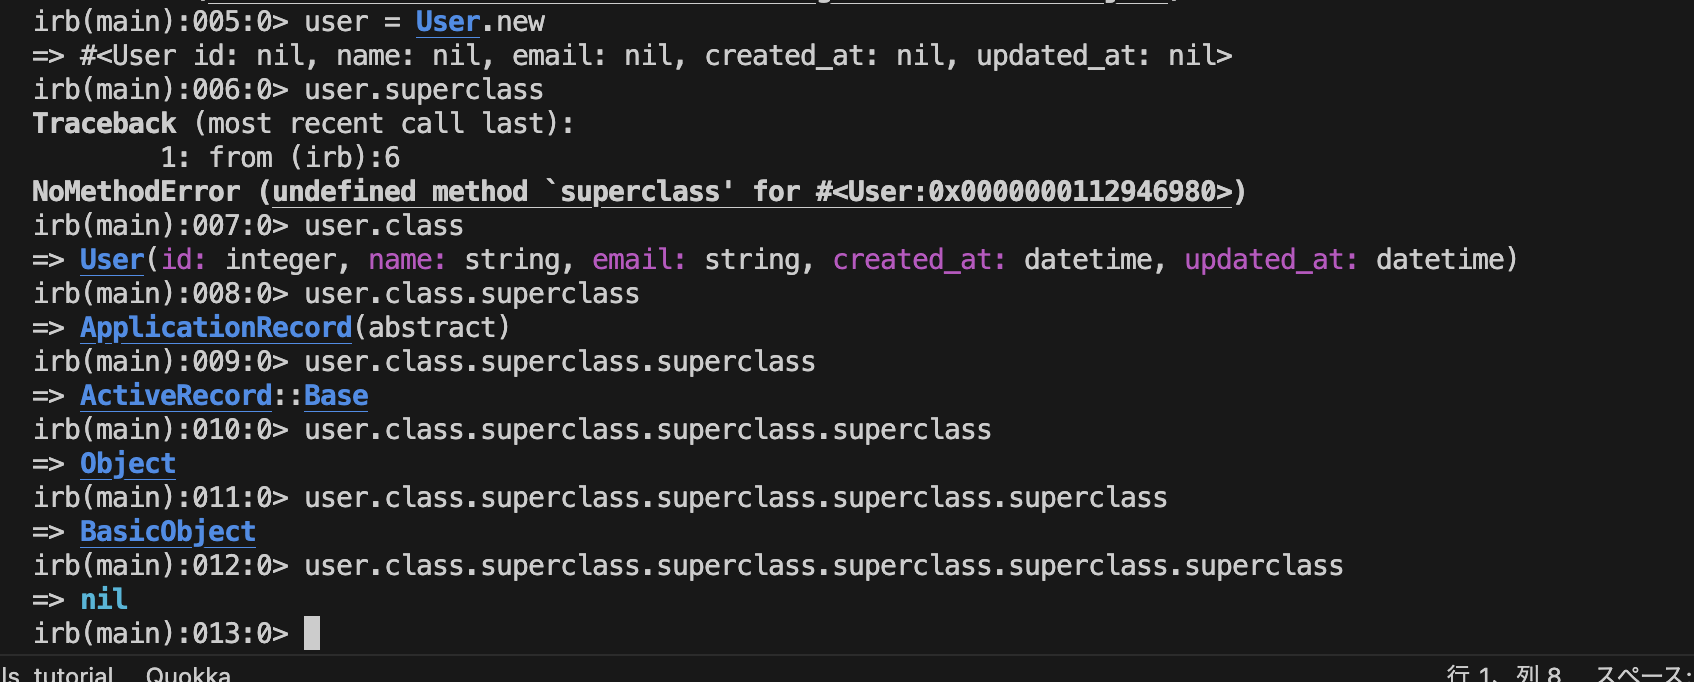 irb(main):005:0> user = User.new
=> #<User id: nil, name: nil, email: nil, created_at: nil, updated_at: nil>
irb(main):006:0> user.superclass
Traceback (most recent call last):
        1: from (irb):6
NoMethodError (undefined method `superclass' for #<User:0x0000000112946980>)
irb(main):007:0> user.class
=> User(id: integer, name: string, email: string, created_at: datetime, updated_at: datetime)
irb(main):008:0> user.class.superclass
=> ApplicationRecord(abstract)
irb(main):009:0> user.class.superclass.superclass
=> ActiveRecord::Base
irb(main):010:0> user.class.superclass.superclass.superclass
=> Object
irb(main):011:0> user.class.superclass.superclass.superclass.superclass
=> BasicObject
irb(main):012:0> user.class.superclass.superclass.superclass.superclass.superclass
=> nil
irb(main):013:0>
ls_tutorial Quokka 行 1、列 8 スペース: